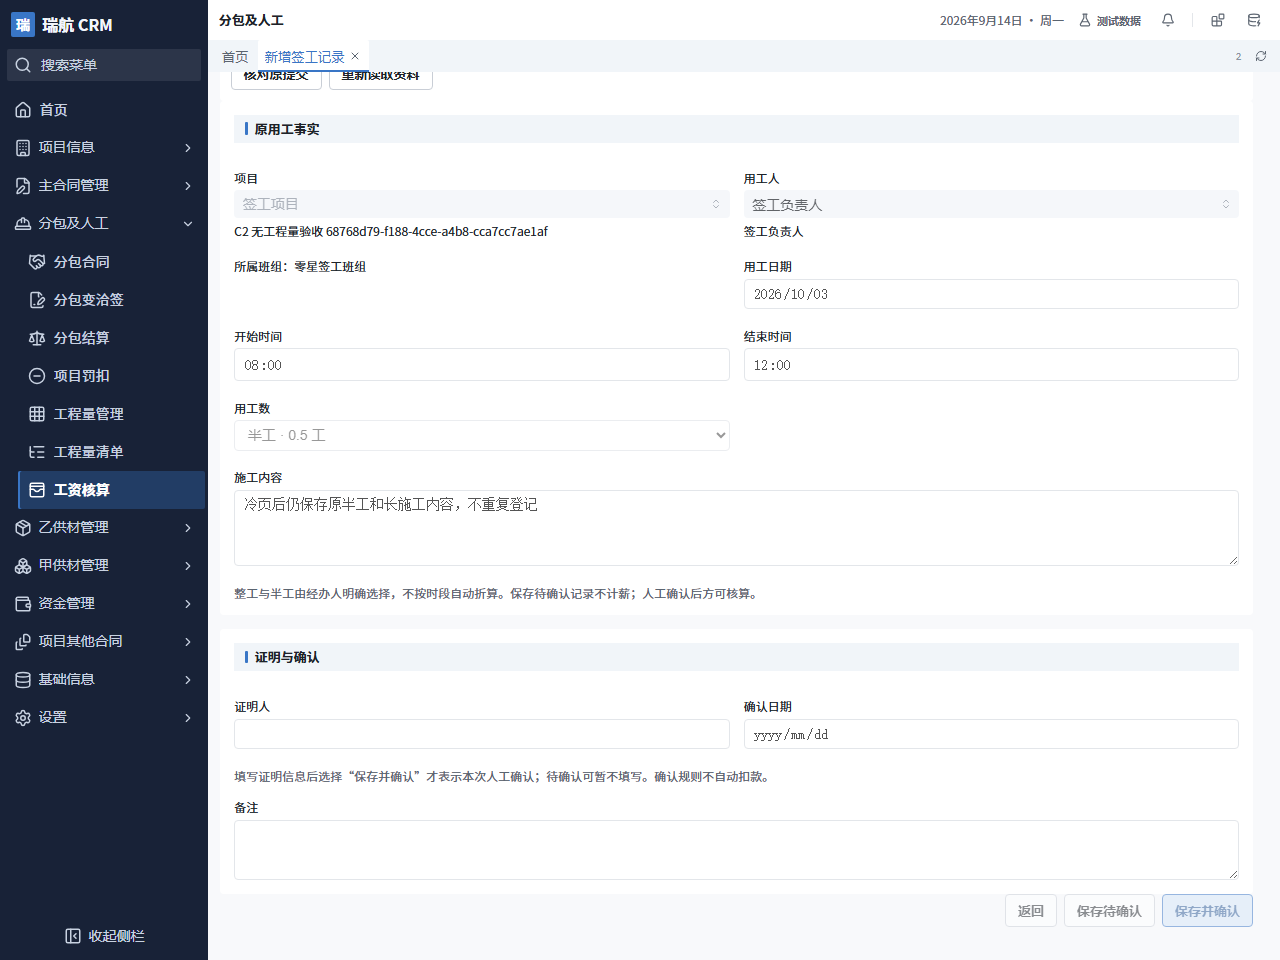 瑞 瑞航 CRM
搜索菜单
首页
项目信息
主合同管理
分包及人工
分包合同
分包变洽签
分包结算
项目罚扣
工程量管理
工程量清单
工资核算
乙供材管理
甲供材管理
资金管理
项目其他合同
基础信息
设置
收起侧栏
分包及人工
2026年9月14日 · 周一
测试数据
首页
新增签工记录 ×
2
核对原提交
重新读取资料
原用工事实
项目
用工人
签工项目
签工负责人
C2 无工程量验收 68768d79-f188-4cce-a4b8-cca7cc7ae1af
签工负责人
所属班组：零星签工班组
用工日期
2026/10/03
开始时间
结束时间
08:00
12:00
用工数
半工 · 0.5 工
施工内容
冷页后仍保存原半工和长施工内容，不重复登记
整工与半工由经办人明确选择，不按时段自动折算。保存待确认记录不计薪；人工确认后方可核算。
证明与确认
证明人
确认日期
yyyy/mm/dd
填写证明信息后选择“保存并确认”才表示本次人工确认；待确认可暂不填写。确认规则不自动扣款。
备注
返回
保存待确认
保存并确认